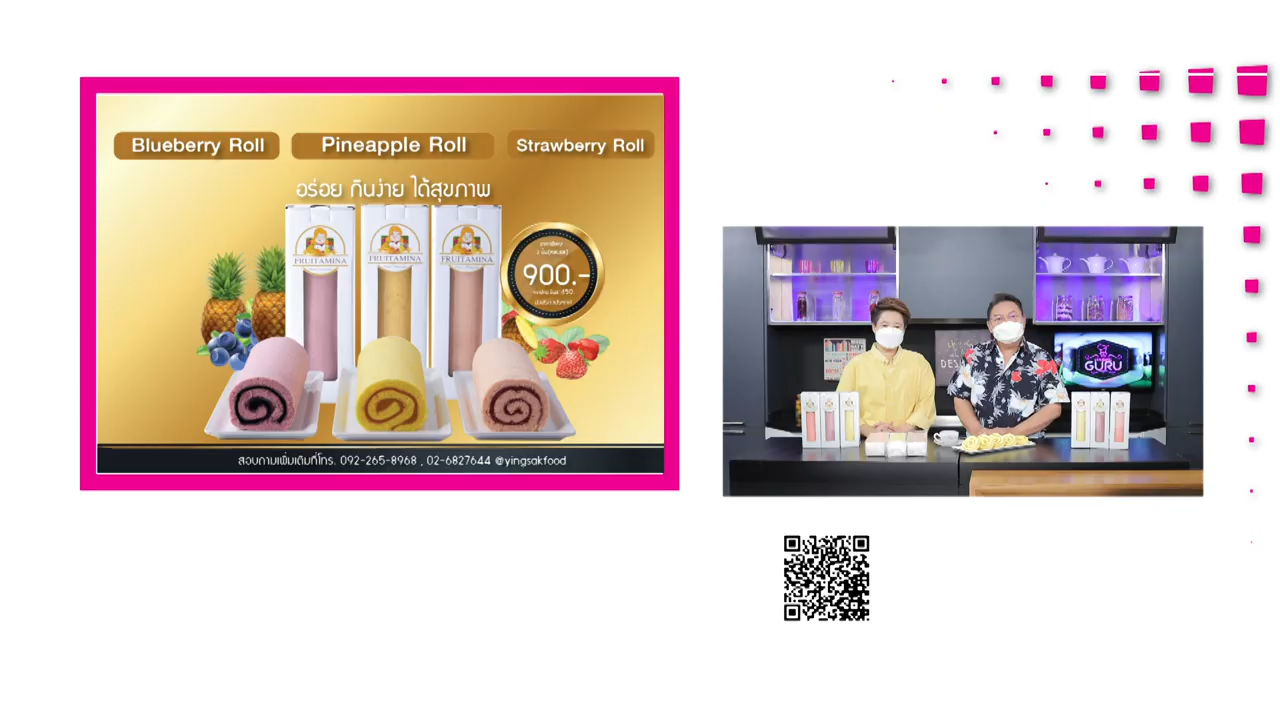 Blueberry Roll
Pineapple Roll
Strawberry Roll
อร่อย กินง่าย ได้สุขภาพ
FRUITAMINA
FRUITAMINA
FRUITAMINA
900.-
450.
สอบถามเพิ่มเติมที่โทร. 092-265-8968 , 02-6827644 @yingsakfood
GURU